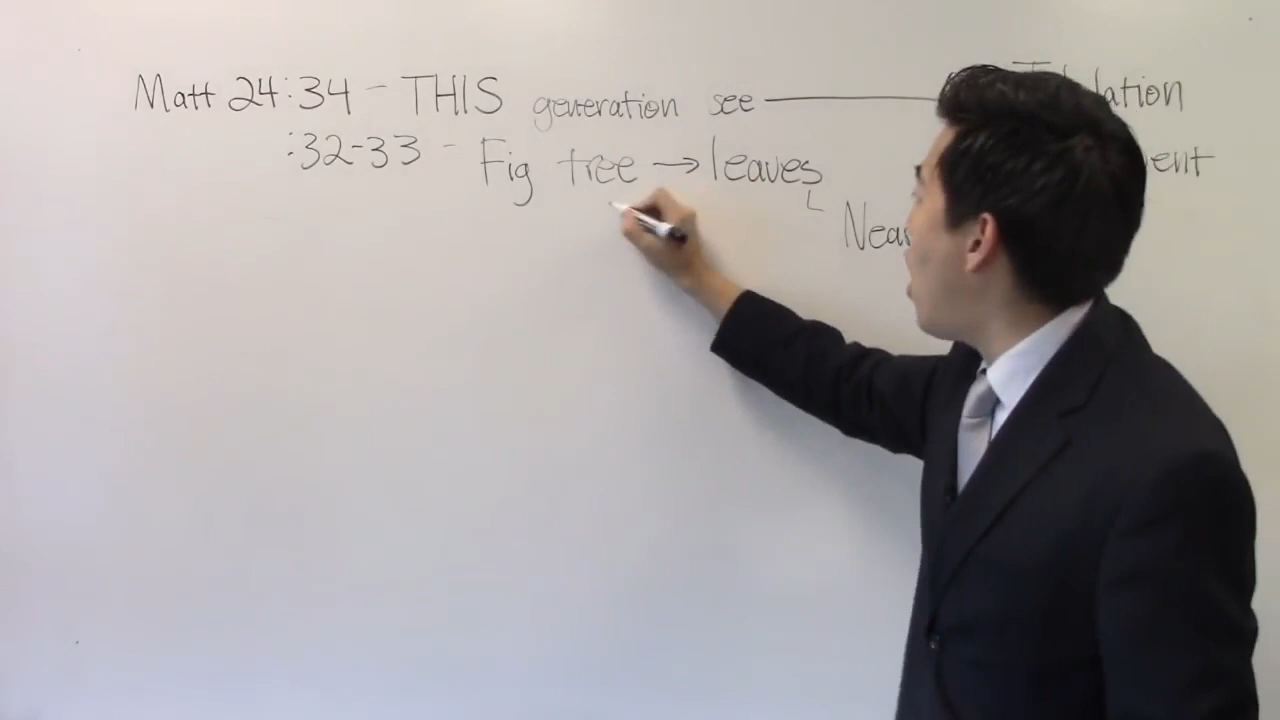 Matt 24:34 - THIS generation see
:32-33 - Fig tree → leaves